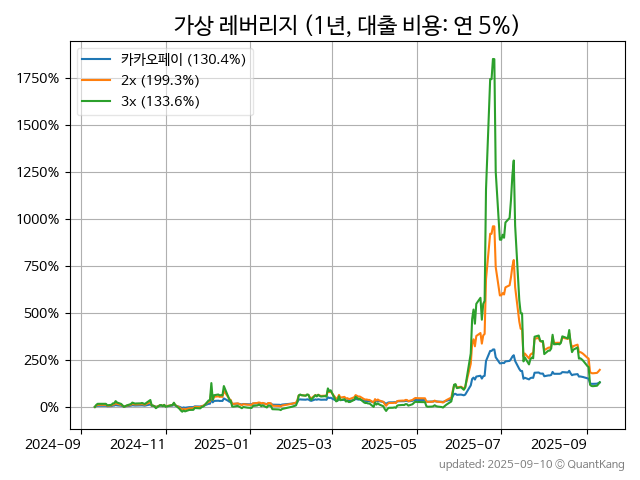 가상 레버리지 (1년, 대출 비용: 연 5%)
카카오페이 (130.4%)
2x (199.3%)
3x (133.6%)
1750%
1500%
1250%
1000%
750%
500%
250%
0%
2024-09 2024-11 2025-01 2025-03 2025-05 2025-07 2025-09
updated: 2025-09-10 © QuantKang